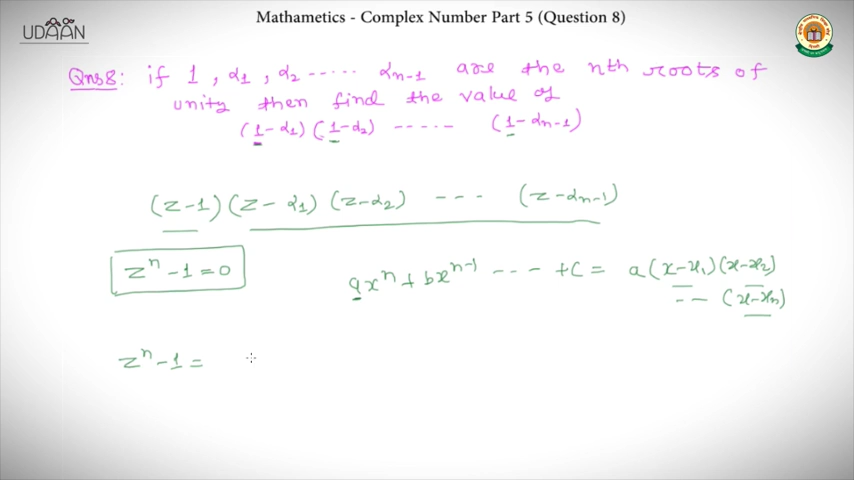 UDAAN
Mathametics - Complex Number Part 5 (Question 8)
Qns8: if 1, α1, α2 ...... αn-1 are the nth roots of
unity then find the value of
(1-α1)(1-α2) ----- (1-αn-1)
(z-1)(z-α1)(z-α2) --- (z-αn-1)
zⁿ-1=0
axⁿ+bxⁿ⁻¹ --- +C = a(x-x₁)(x-x₂)
-- (x-xn)
zⁿ-1=